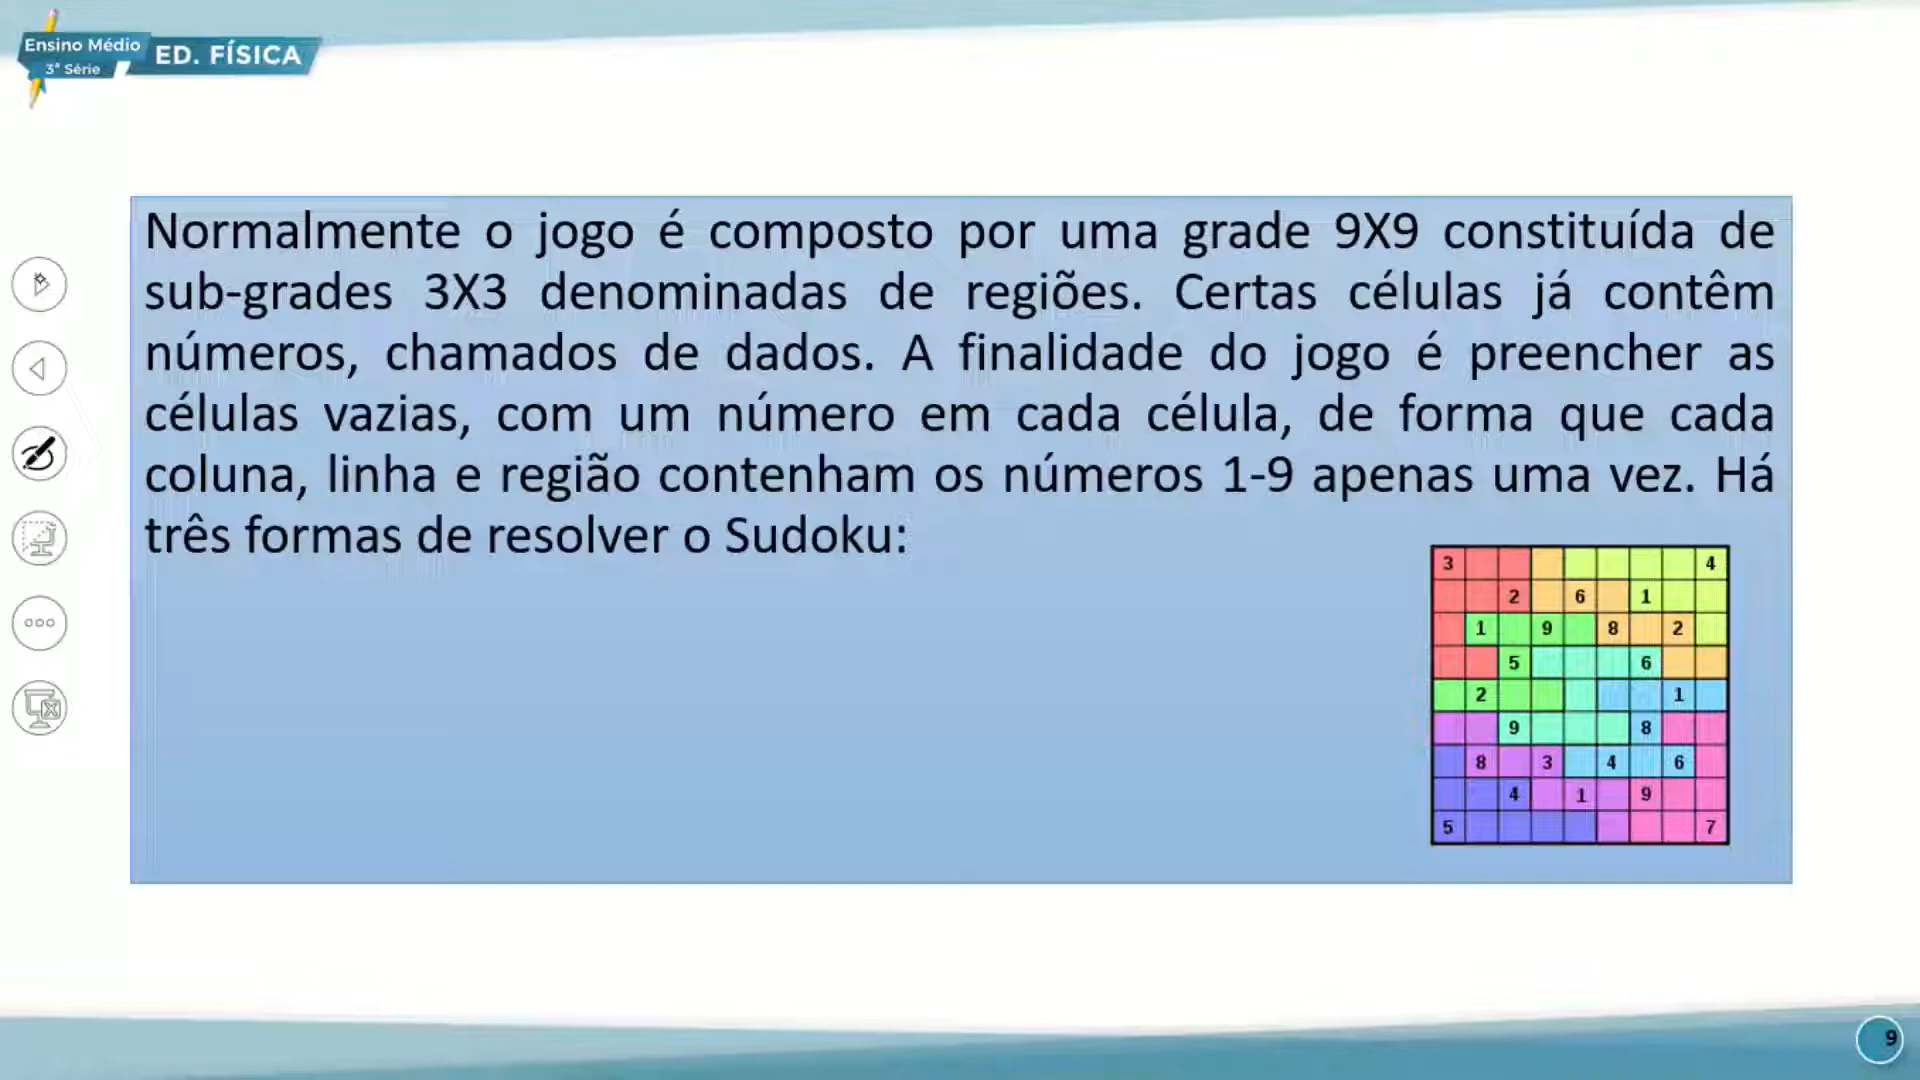 Ensino Médio
3ª Série
ED. FÍSICA
Normalmente o jogo é composto por uma grade 9X9 constituída de
sub-grades 3X3 denominadas de regiões. Certas células já contêm
números, chamados de dados. A finalidade do jogo é preencher as
células vazias, com um número em cada célula, de forma que cada
coluna, linha e região contenham os números 1-9 apenas uma vez. Há
três formas de resolver o Sudoku:
3 4
2 6 1
1 9 8 2
5 6
2 1
9 8
8 3 4 6
4 1 9
5 7
9